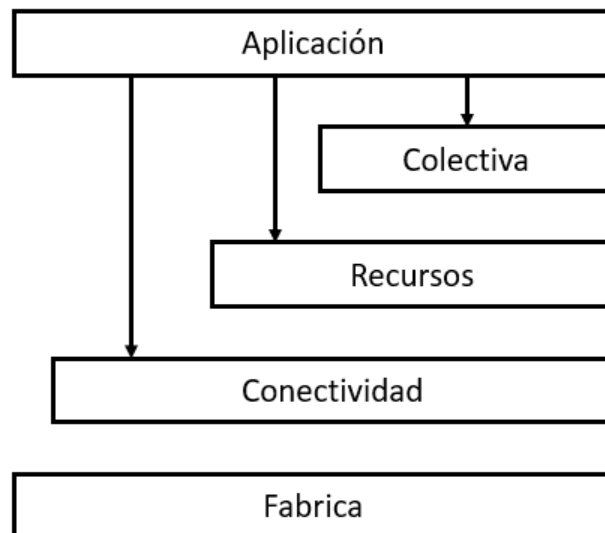 Aplicación
Colectiva
Recursos
Conectividad
Fabrica